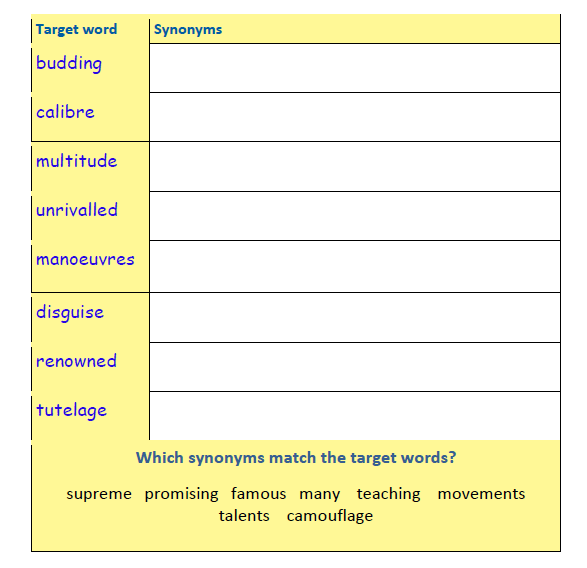 Target word Synonyms
budding
calibre
multitude
unrivalled
manoeuvres
disguise
renowned
tutelage
Which synonyms match the target words?
supreme promising famous many teaching movements
talents camouflage